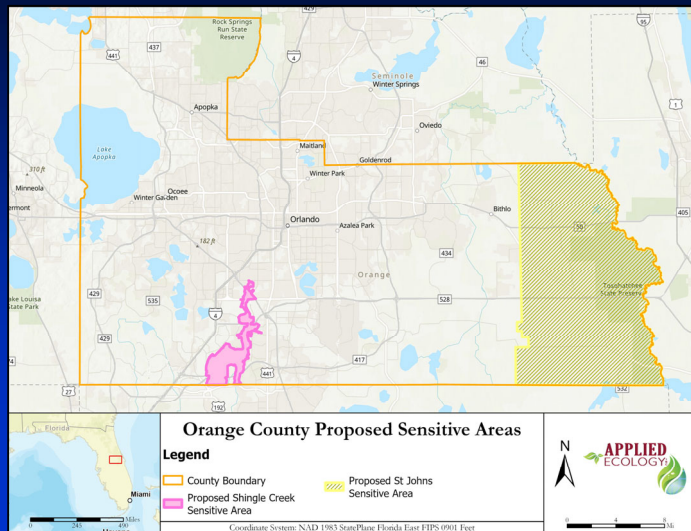 Rock Springs
Run State
Reserve
429
4
95
441
437
Seminole
46
Winter Springs
1
Apopka
Oviedo
Lake
Apopka
Maitland
Goldenrod
310 ft
Winter Park
Minneola
Ocoee
Winter Garden
Bithlo
405
Orlando
Azalea Park
50
182 ft
434
Orange
Tosohatchee
State Preserve
429
535
4
528
State Park
429
417
441
27
192
532
Orange County Proposed Sensitive Areas
Legend
County Boundary
Proposed Shingle Creek
Sensitive Area
Proposed St Johns
Sensitive Area
Florida
Miami
Miles
0 245 490
N
APPLIED
ECOLOGY
0 4 8
Coordinate System: NAD 1983 StatePlane Florida East FIPS 0901 Feet